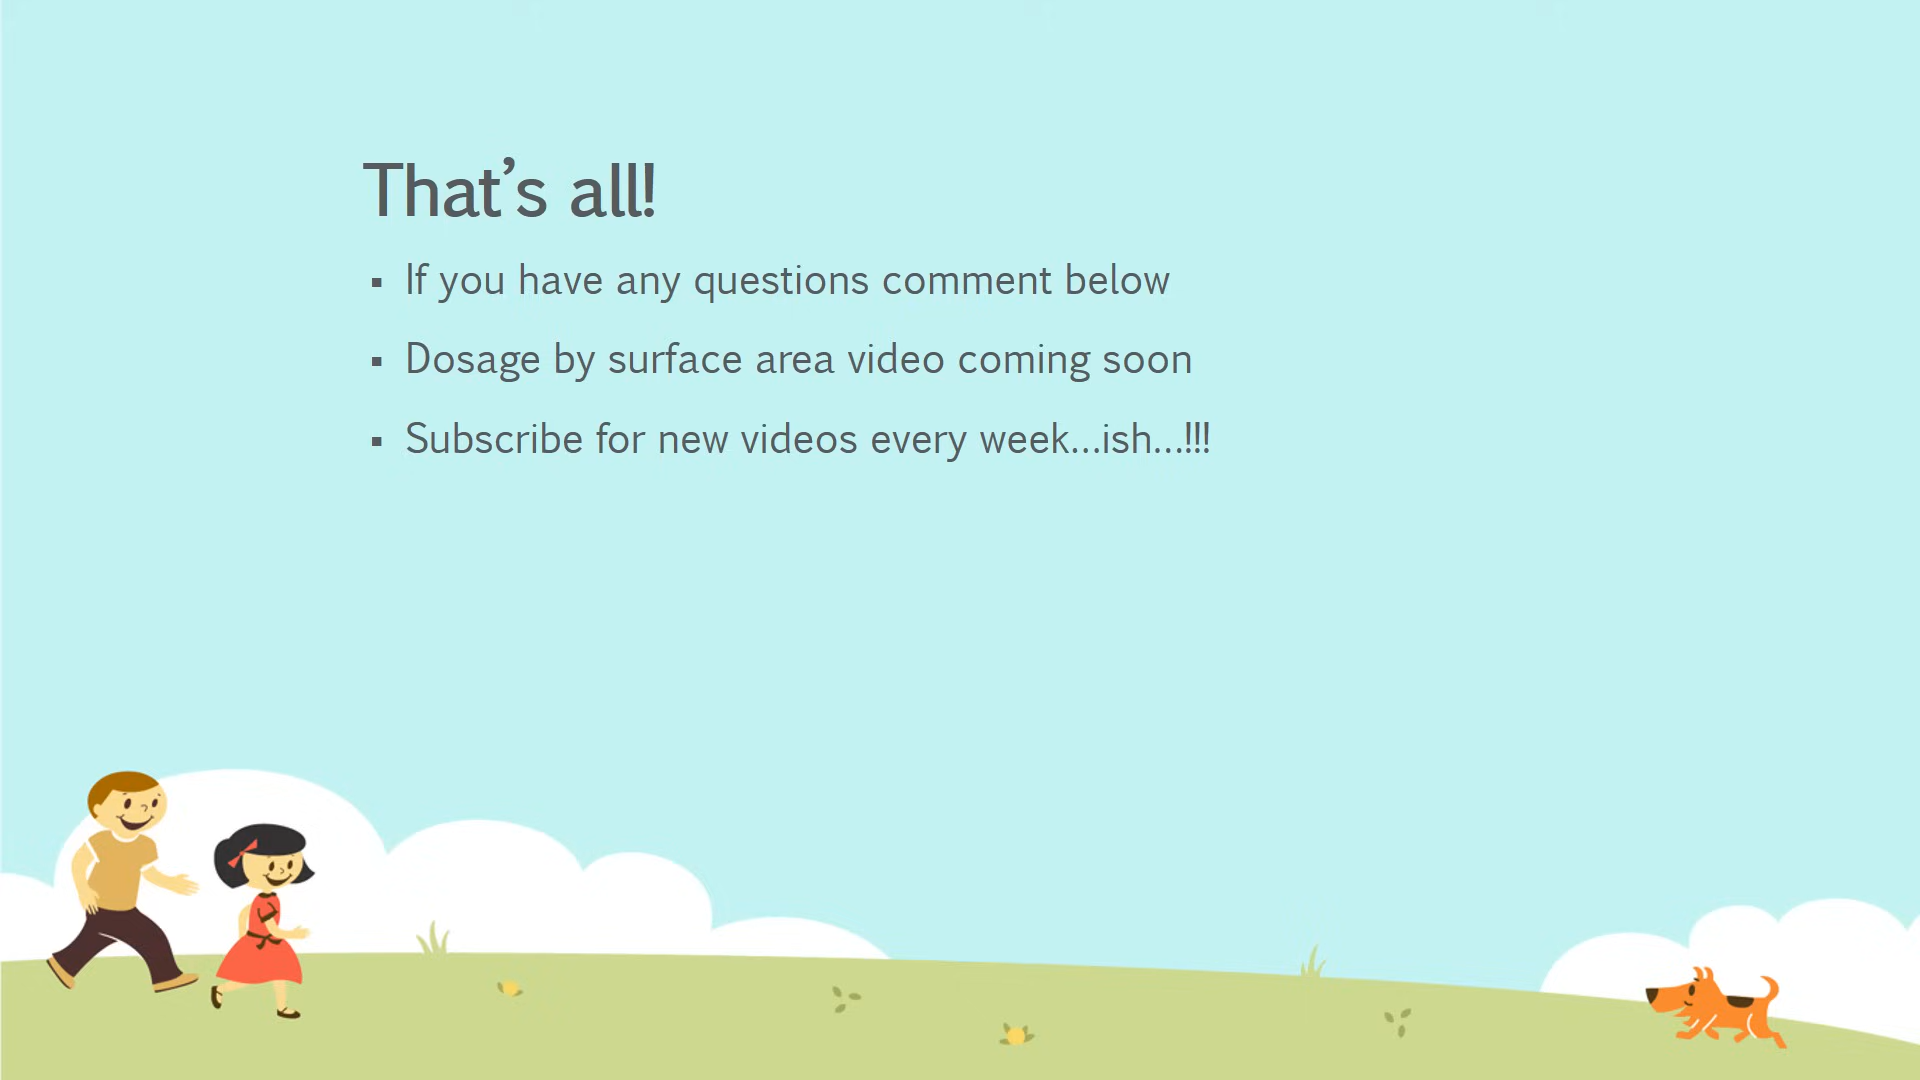 That’s all!
▪ If you have any questions comment below
▪ Dosage by surface area video coming soon
▪ Subscribe for new videos every week...ish...!!!